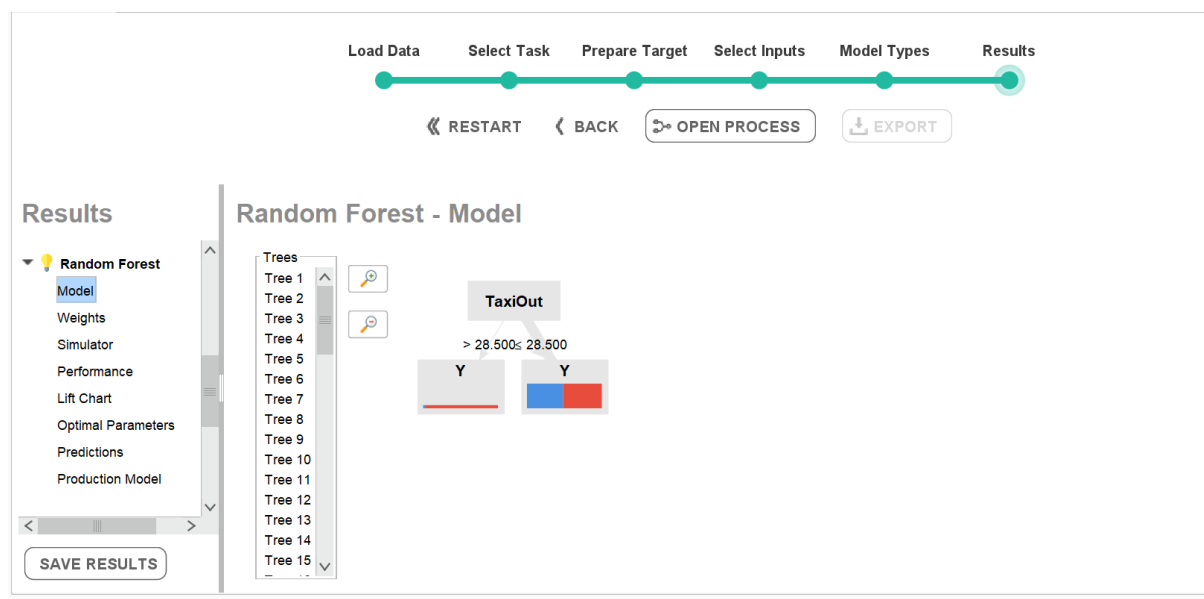 Load Data Select Task Prepare Target Select Inputs Model Types Results
RESTART BACK OPEN PROCESS EXPORT
Results
Random Forest
Model
Weights
Simulator
Performance
Lift Chart
Optimal Parameters
Predictions
Production Model
SAVE RESULTS
Random Forest - Model
Trees
Tree 1
Tree 2
Tree 3
Tree 4
Tree 5
Tree 6
Tree 7
Tree 8
Tree 9
Tree 10
Tree 11
Tree 12
Tree 13
Tree 14
Tree 15
TaxiOut
> 28.500 ≤ 28.500
Y Y